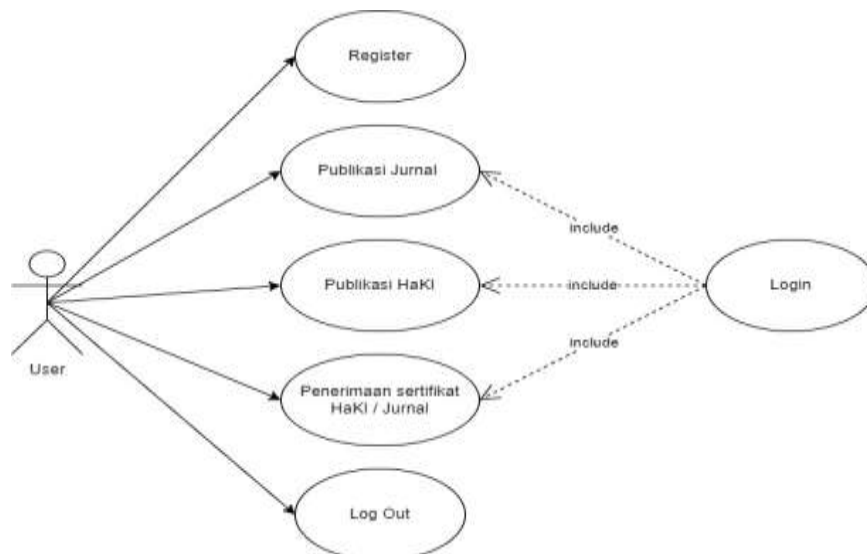 Register
Publikasi Jurnal
include
Publikasi HaKI
include
Login
include
User
Penerimaan sertifikat
HaKI / Jurnal
Log Out